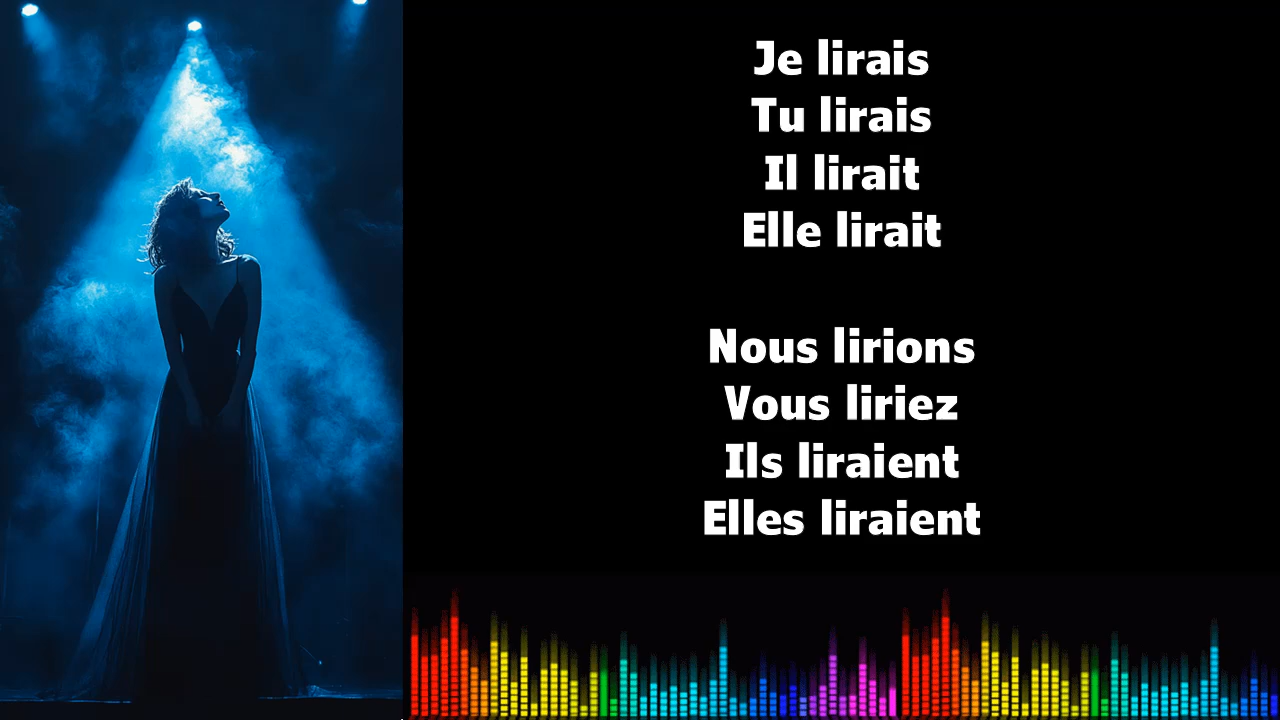 Je lirais
Tu lirais
Il lirait
Elle lirait
Nous lirions
Vous liriez
Ils liraient
Elles liraient